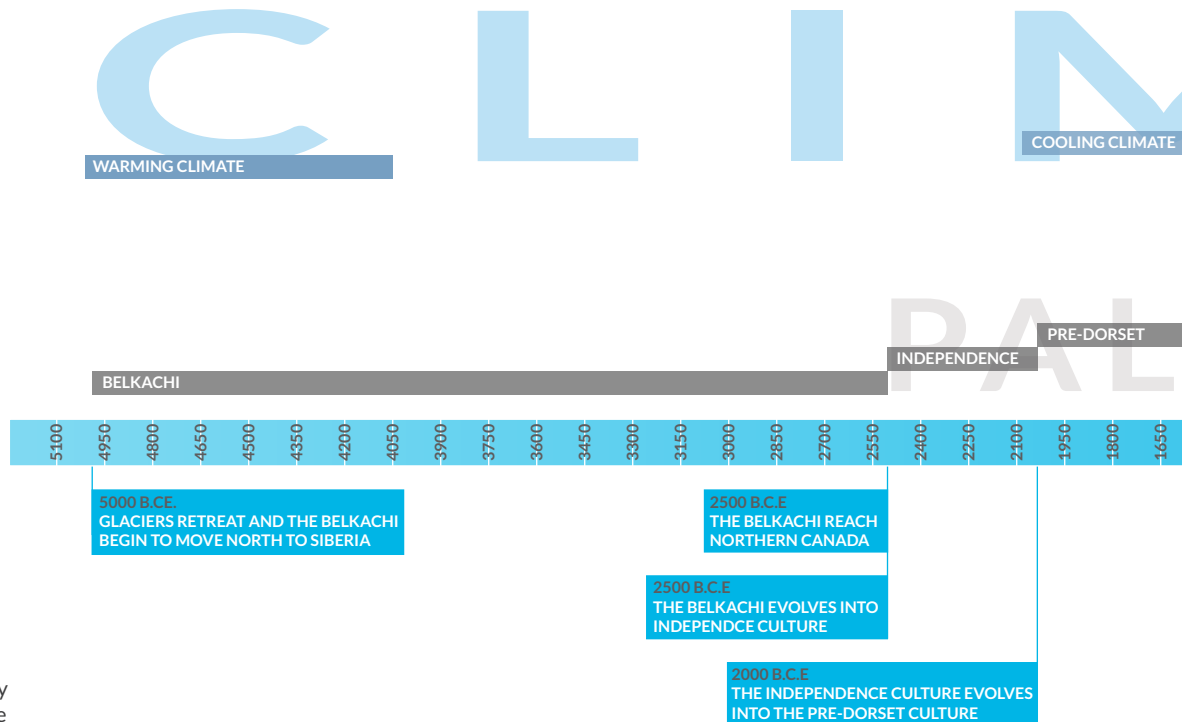 CLIM
WARMING CLIMATE
COOLING CLIMATE
PAL
PRE-DORSET
INDEPENDENCE
BELKACHI
5100 4950 4800 4650 4500 4350 4200 4050 3900 3750 3600 3450 3300 3150 3000 2850 2700 2550 2400 2250 2100 1950 1800 1650
5000 B.CE.
GLACIERS RETREAT AND THE BELKACHI
BEGIN TO MOVE NORTH TO SIBERIA
2500 B.C.E
THE BELKACHI REACH
NORTHERN CANADA
2500 B.C.E
THE BELKACHI EVOLVES INTO
INDEPENDCE CULTURE
2000 B.C.E
THE INDEPENDENCE CULTURE EVOLVES
INTO THE PRE-DORSET CULTURE